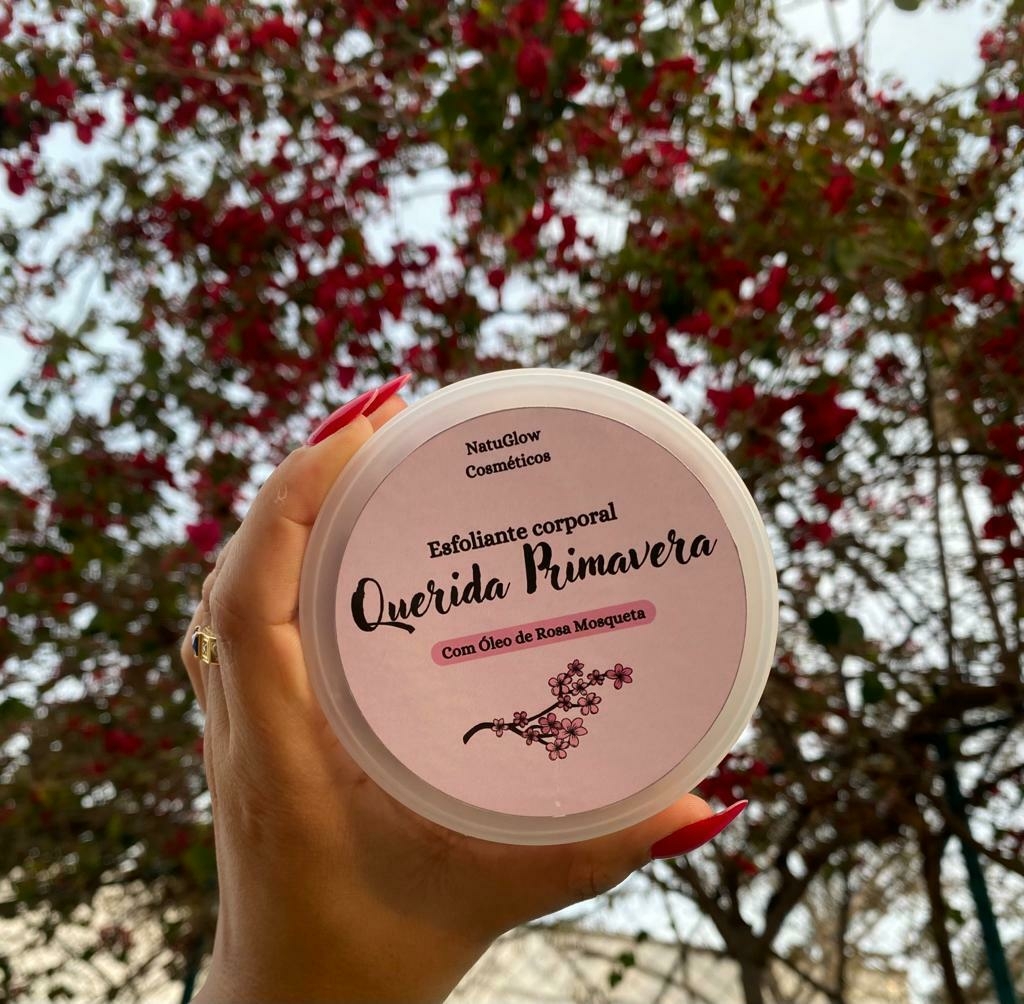 NatuGlow
Cosméticos
Esfoliante corporal
Querida Primavera
Com Óleo de Rosa Mosqueta